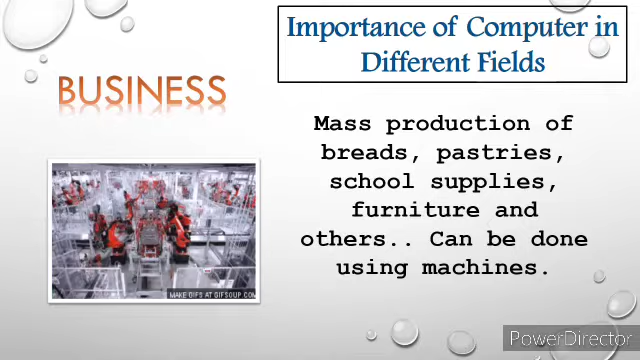 Importance of Computer in
Different Fields
BUSINESS
Mass production of
breads, pastries,
school supplies,
furniture and
others.. Can be done
using machines.
MAKE GIFS AT GIFSOUP.COM
PowerDirector